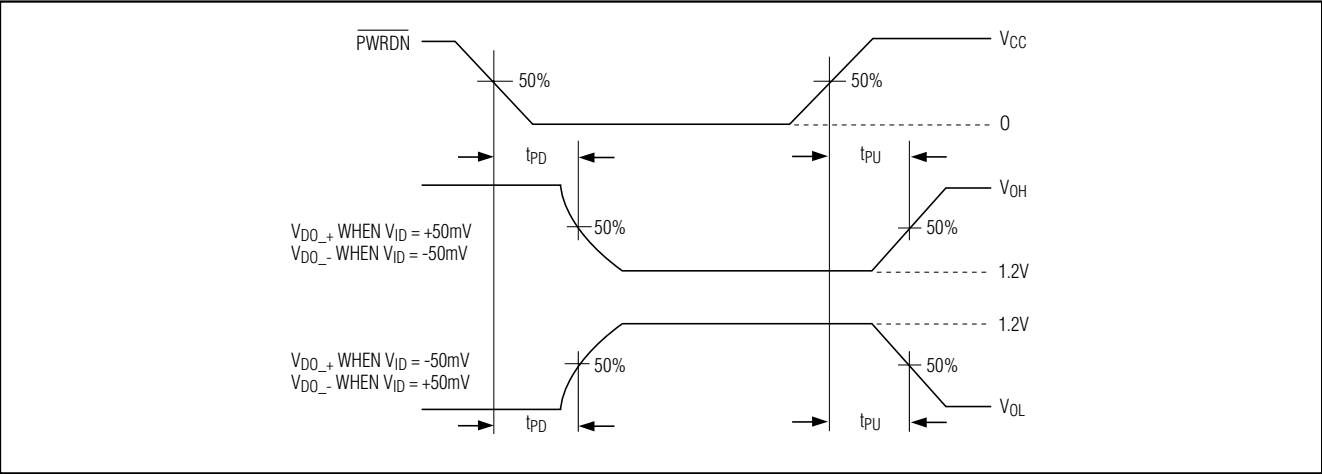 PWRDN
VCC
50%
50%
0
tPD
tPU
VOH
VDO_+ WHEN VID = +50mV
VDO_- WHEN VID = -50mV
50%
50%
1.2V
1.2V
VDO_+ WHEN VID = -50mV
VDO_- WHEN VID = +50mV
50%
50%
VOL
tPD
tPU